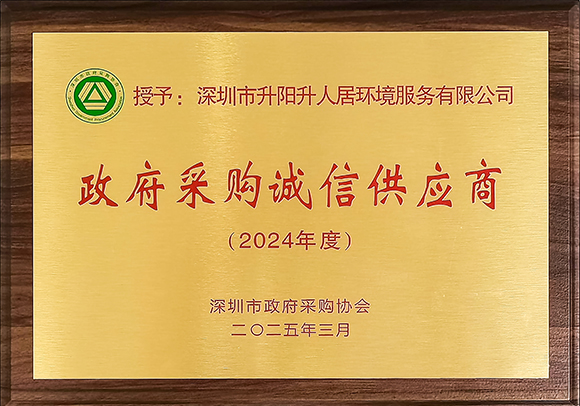 授予：深圳市升阳升人居环境服务有限公司
政府采购诚信供应商
（2024年度）
深圳市政府采购协会
二〇二五年三月